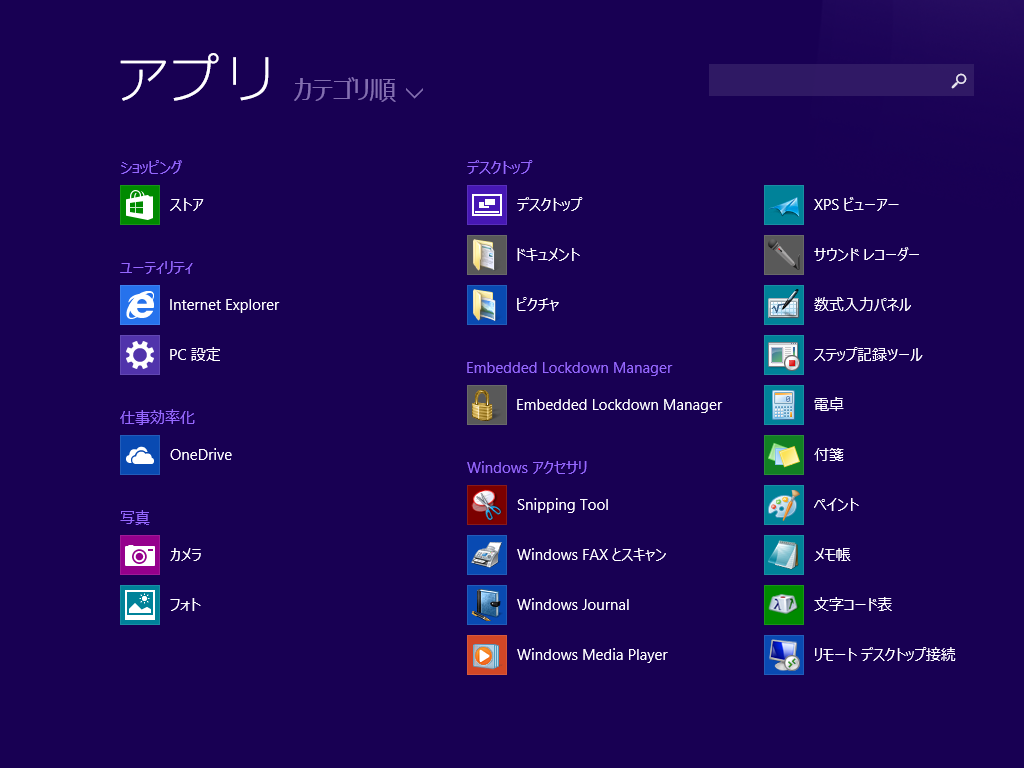 アプリ カテゴリ順
ショッピング
ストア
ユーティリティ
Internet Explorer
PC 設定
仕事効率化
OneDrive
写真
カメラ
フォト
デスクトップ
デスクトップ
ドキュメント
ピクチャ
Embedded Lockdown Manager
Embedded Lockdown Manager
Windows アクセサリ
Snipping Tool
Windows FAX とスキャン
Windows Journal
Windows Media Player
XPS ビューアー
サウンド レコーダー
数式入力パネル
ステップ記録ツール
電卓
付箋
ペイント
メモ帳
文字コード表
リモート デスクトップ接続